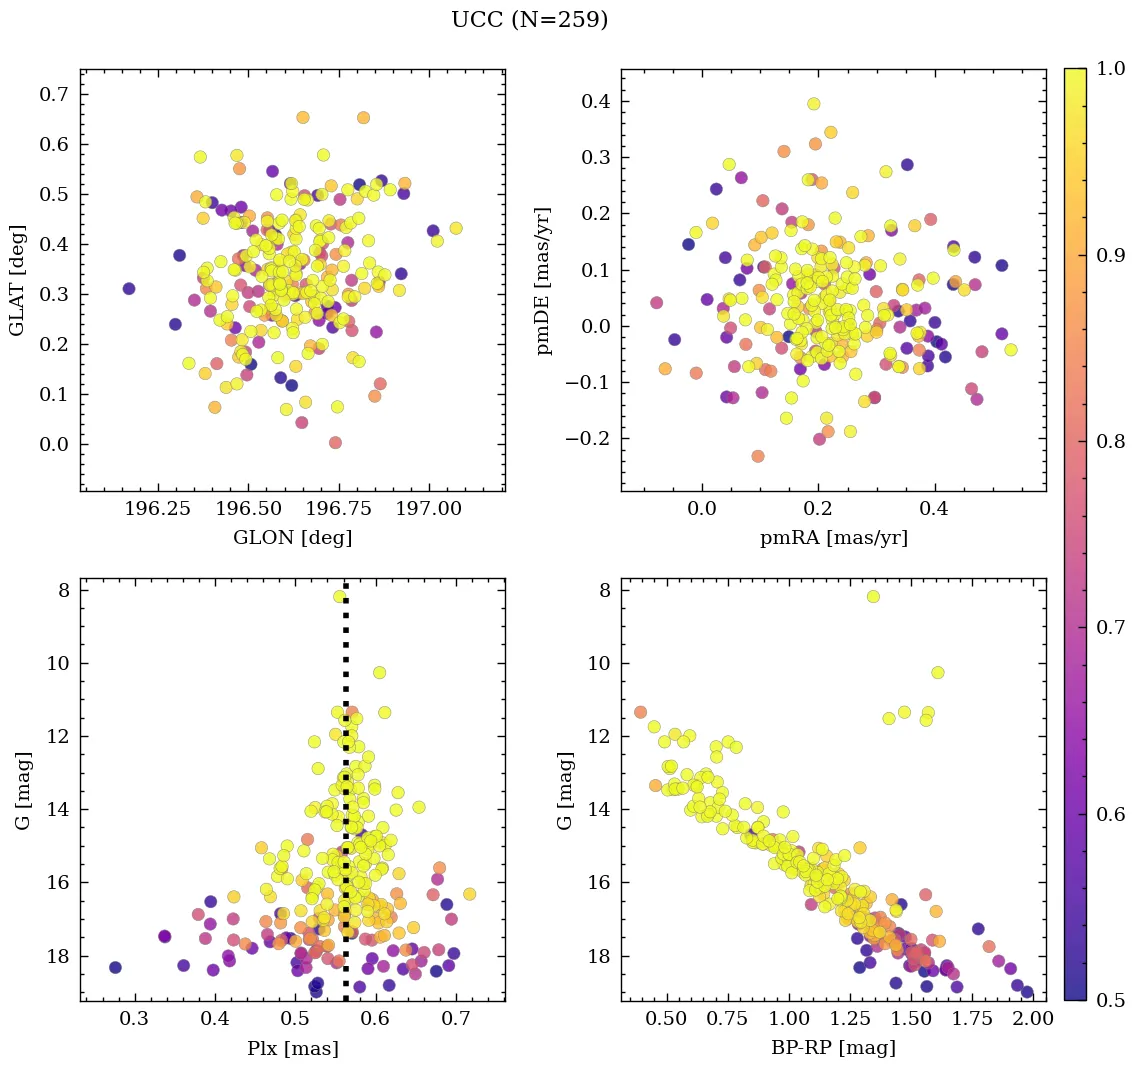 UCC (N=259)
0.7
0.6
0.5
0.4
0.3
0.2
0.1
0.0
GLAT [deg]
196.25 196.50 196.75 197.00
GLON [deg]
0.4
0.3
0.2
0.1
0.0
−0.1
−0.2
pmDE [mas/yr]
0.0 0.2 0.4
pmRA [mas/yr]
1.0
0.9
0.8
0.7
0.6
0.5
8
10
12
14
16
18
G [mag]
0.3 0.4 0.5 0.6 0.7
Plx [mas]
8
10
12
14
16
18
G [mag]
0.50 0.75 1.00 1.25 1.50 1.75 2.00
BP-RP [mag]